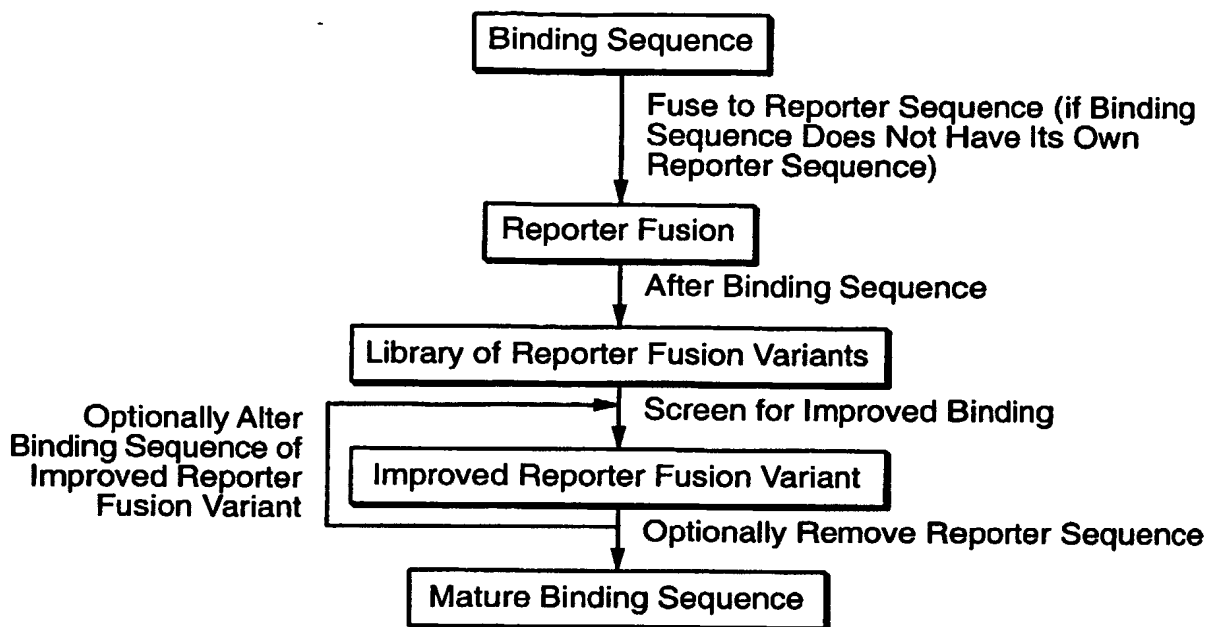 Binding Sequence
Fuse to Reporter Sequence (if Binding
Sequence Does Not Have Its Own
Reporter Sequence)
Reporter Fusion
After Binding Sequence
Library of Reporter Fusion Variants
Optionally Alter
Binding Sequence of
Improved Reporter
Fusion Variant
Screen for Improved Binding
Improved Reporter Fusion Variant
Optionally Remove Reporter Sequence
Mature Binding Sequence